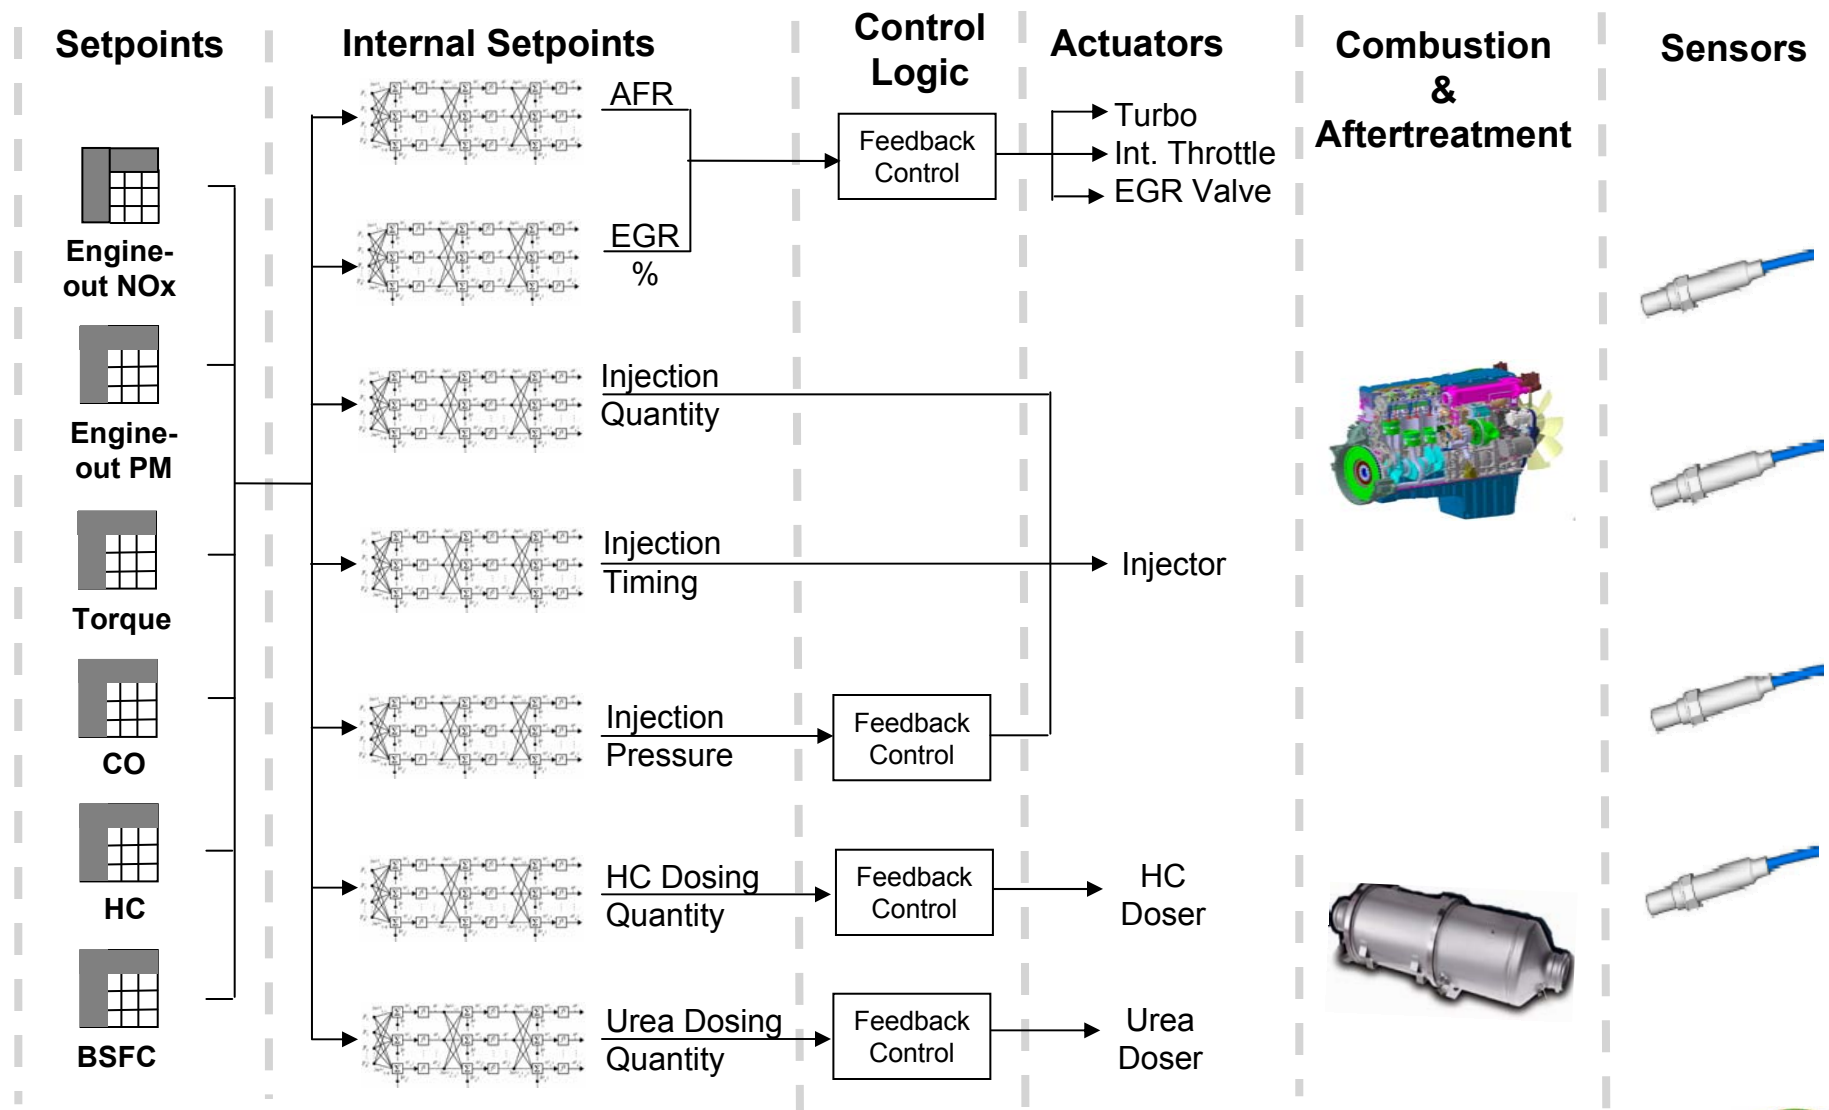 Setpoints
Internal Setpoints
Control
Logic
Actuators
Combustion
&
Aftertreatment
Sensors
Engine-
out NOx
Engine-
out PM
Torque
CO
HC
BSFC
AFR
EGR
%
Injection
Quantity
Injection
Timing
Injection
Pressure
HC Dosing
Quantity
Urea Dosing
Quantity
Feedback
Control
Feedback
Control
Feedback
Control
Feedback
Control
Turbo
Int. Throttle
EGR Valve
Injector
HC
Doser
Urea
Doser